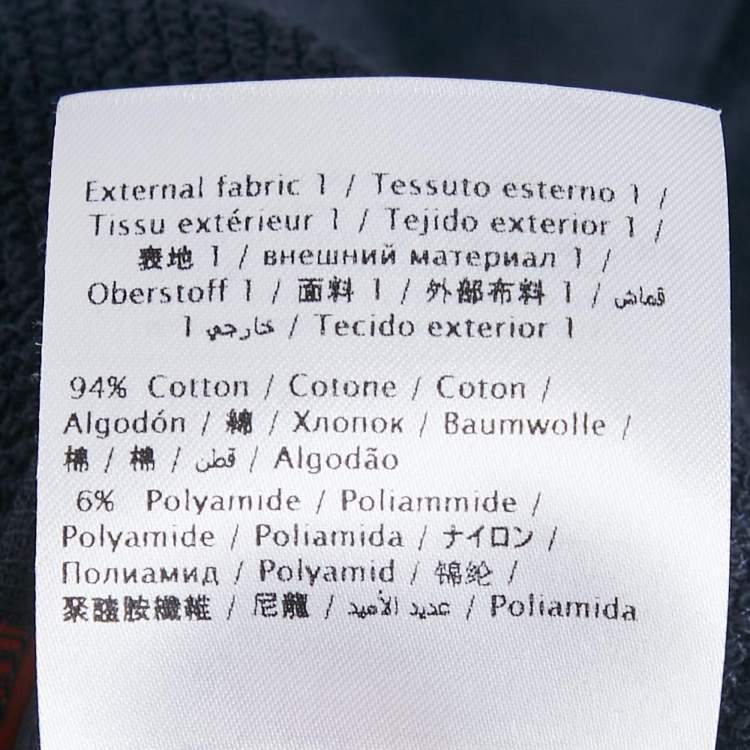 External fabric 1 / Tessuto esterno 1 /
Tissu extérieur 1 / Tejido exterior 1 /
表地 1 / внешний материал 1 /
Oberstoff 1 / 面料 1 / 外部布料 1 / قماش
خارجي 1 / Tecido exterior 1
94% Cotton / Cotone / Coton /
Algodón / 綿 / Хлопок / Baumwolle /
棉 / 棉 / قطن / Algodão
6% Polyamide / Poliammide /
Polyamide / Poliamida / ナイロン /
Полиамид / Polyamid / 锦纶 /
聚醯胺纖維 / 尼龍 / عديد الأميد / Poliamida